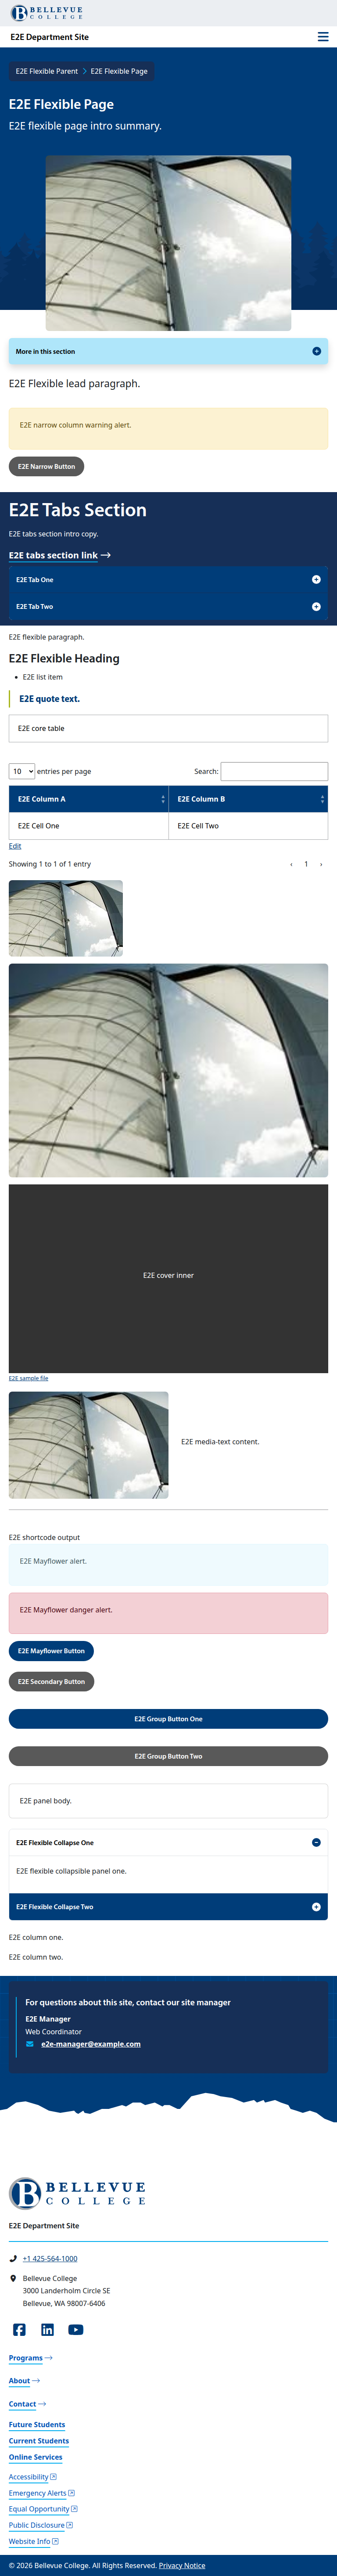 BELLEVUE
COLLEGE
E2E Department Site
E2E Flexible Parent
E2E Flexible Page
E2E Flexible Page
E2E flexible page intro summary.
More in this section
E2E Flexible lead paragraph.
E2E narrow column warning alert.
E2E Narrow Button
E2E Tabs Section
E2E tabs section intro copy.
E2E tabs section link
E2E Tab One
E2E Tab Two
E2E flexible paragraph.
E2E Flexible Heading
E2E list item
E2E quote text.
E2E core table
10 entries per page
Search:
E2E Column A
E2E Column B
E2E Cell One
E2E Cell Two
Edit
Showing 1 to 1 of 1 entry
‹ 1 ›
E2E cover inner
E2E sample file
E2E media-text content.
E2E shortcode output
E2E Mayflower alert.
E2E Mayflower danger alert.
E2E Mayflower Button
E2E Secondary Button
E2E Group Button One
E2E Group Button Two
E2E panel body.
E2E Flexible Collapse One
E2E flexible collapsible panel one.
E2E Flexible Collapse Two
E2E column one.
E2E column two.
For questions about this site, contact our site manager
E2E Manager
Web Coordinator
e2e-manager@example.com
BELLEVUE
COLLEGE
E2E Department Site
+1 425-564-1000
Bellevue College
3000 Landerholm Circle SE
Bellevue, WA 98007-6406
Programs
About
Contact
Future Students
Current Students
Online Services
Accessibility
Emergency Alerts
Equal Opportunity
Public Disclosure
Website Info
© 2026 Bellevue College. All Rights Reserved. Privacy Notice